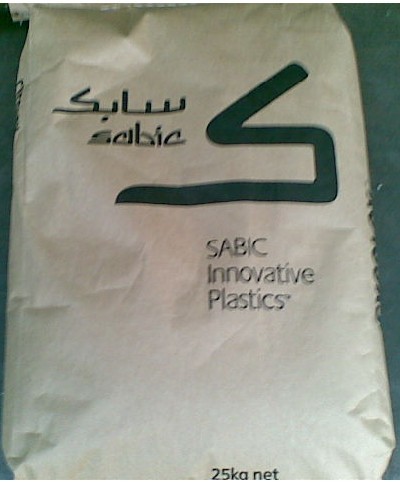 سابك
sabic
SABIC
Innovative
Plastics®
25kg net